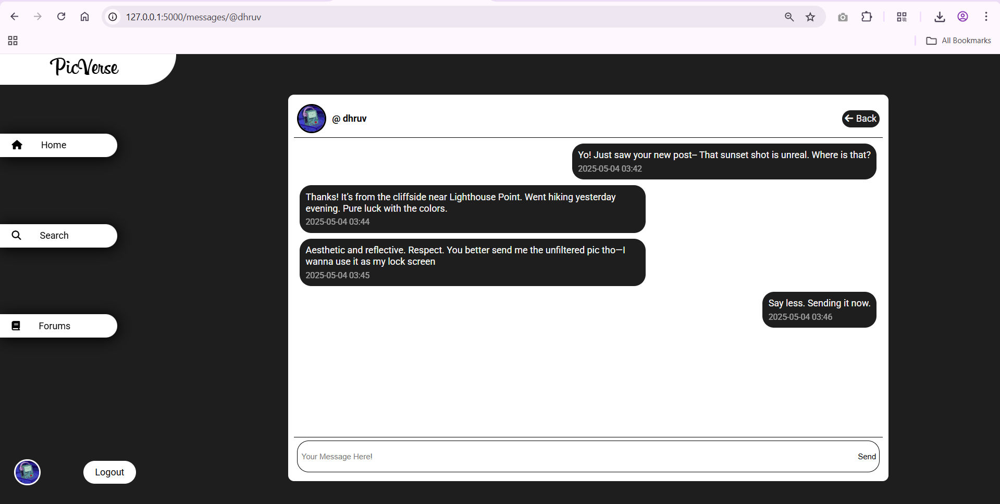 127.0.0.1:5000/messages/@dhruv
All Bookmarks
PicVerse
@ dhruv
Back
Home
Yo! Just saw your new post– That sunset shot is unreal. Where is that?
2025-05-04 03:42
Thanks! It’s from the cliffside near Lighthouse Point. Went hiking yesterday
evening. Pure luck with the colors.
2025-05-04 03:44
Search
Aesthetic and reflective. Respect. You better send me the unfiltered pic tho—I
wanna use it as my lock screen
2025-05-04 03:45
Say less. Sending it now.
2025-05-04 03:46
Forums
Your Message Here!
Send
Logout